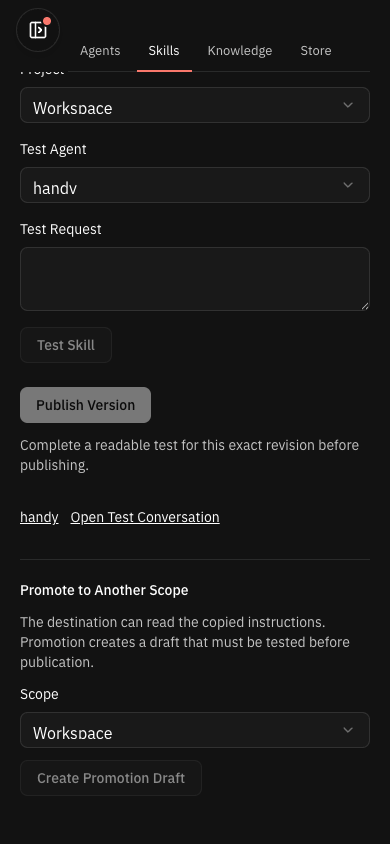 Agents Skills Knowledge Store
Project
Workspace
Test Agent
handy
Test Request
Test Skill
Publish Version
Complete a readable test for this exact revision before
publishing.
handy Open Test Conversation
Promote to Another Scope
The destination can read the copied instructions.
Promotion creates a draft that must be tested before
publication.
Scope
Workspace
Create Promotion Draft